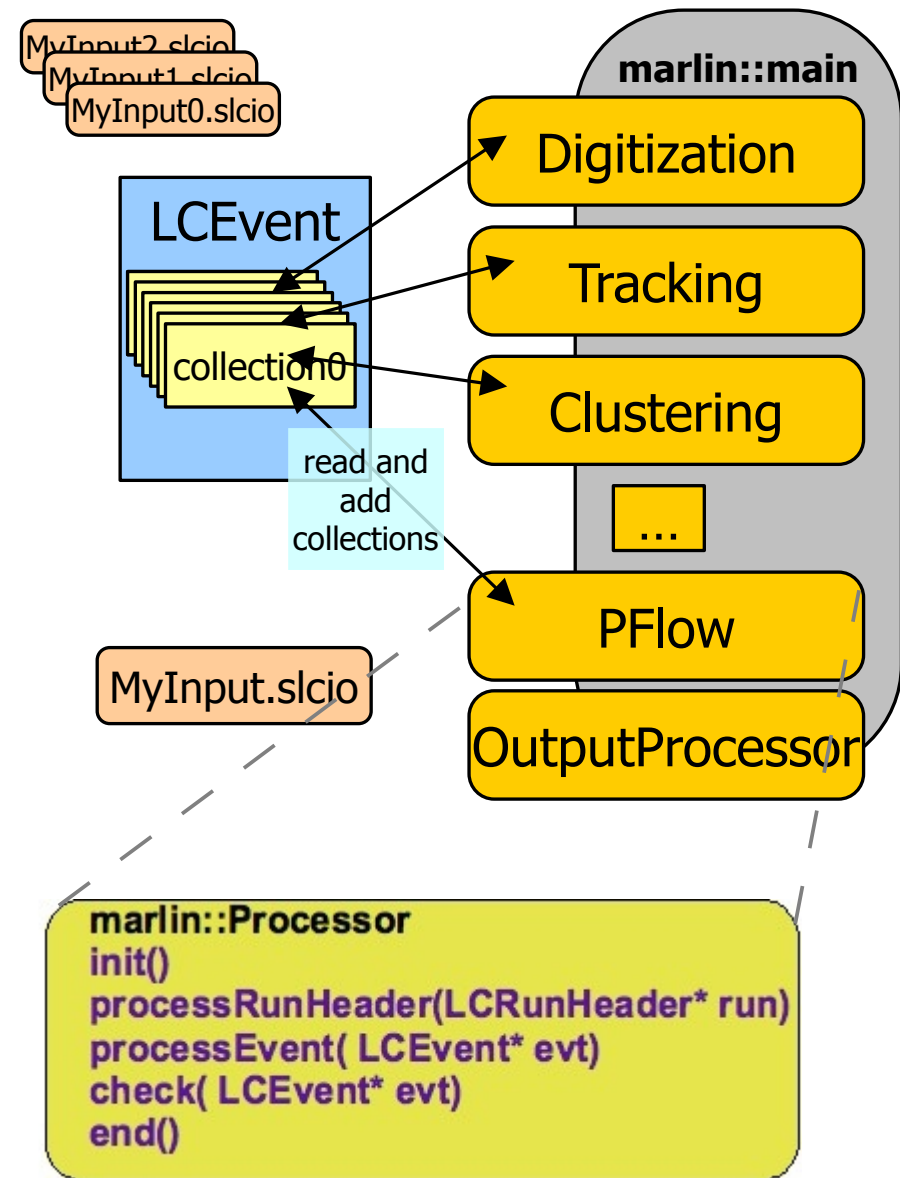 MyInput2.slcio
MyInput1.slcio
MyInput0.slcio
marlin::main
Digitization
LCEvent
Tracking
collection0
Clustering
read and
add
collections
...
PFlow
MyInput.slcio
OutputProcessor
marlin::Processor
init()
processRunHeader(LCRunHeader* run)
processEvent( LCEvent* evt)
check( LCEvent* evt)
end()